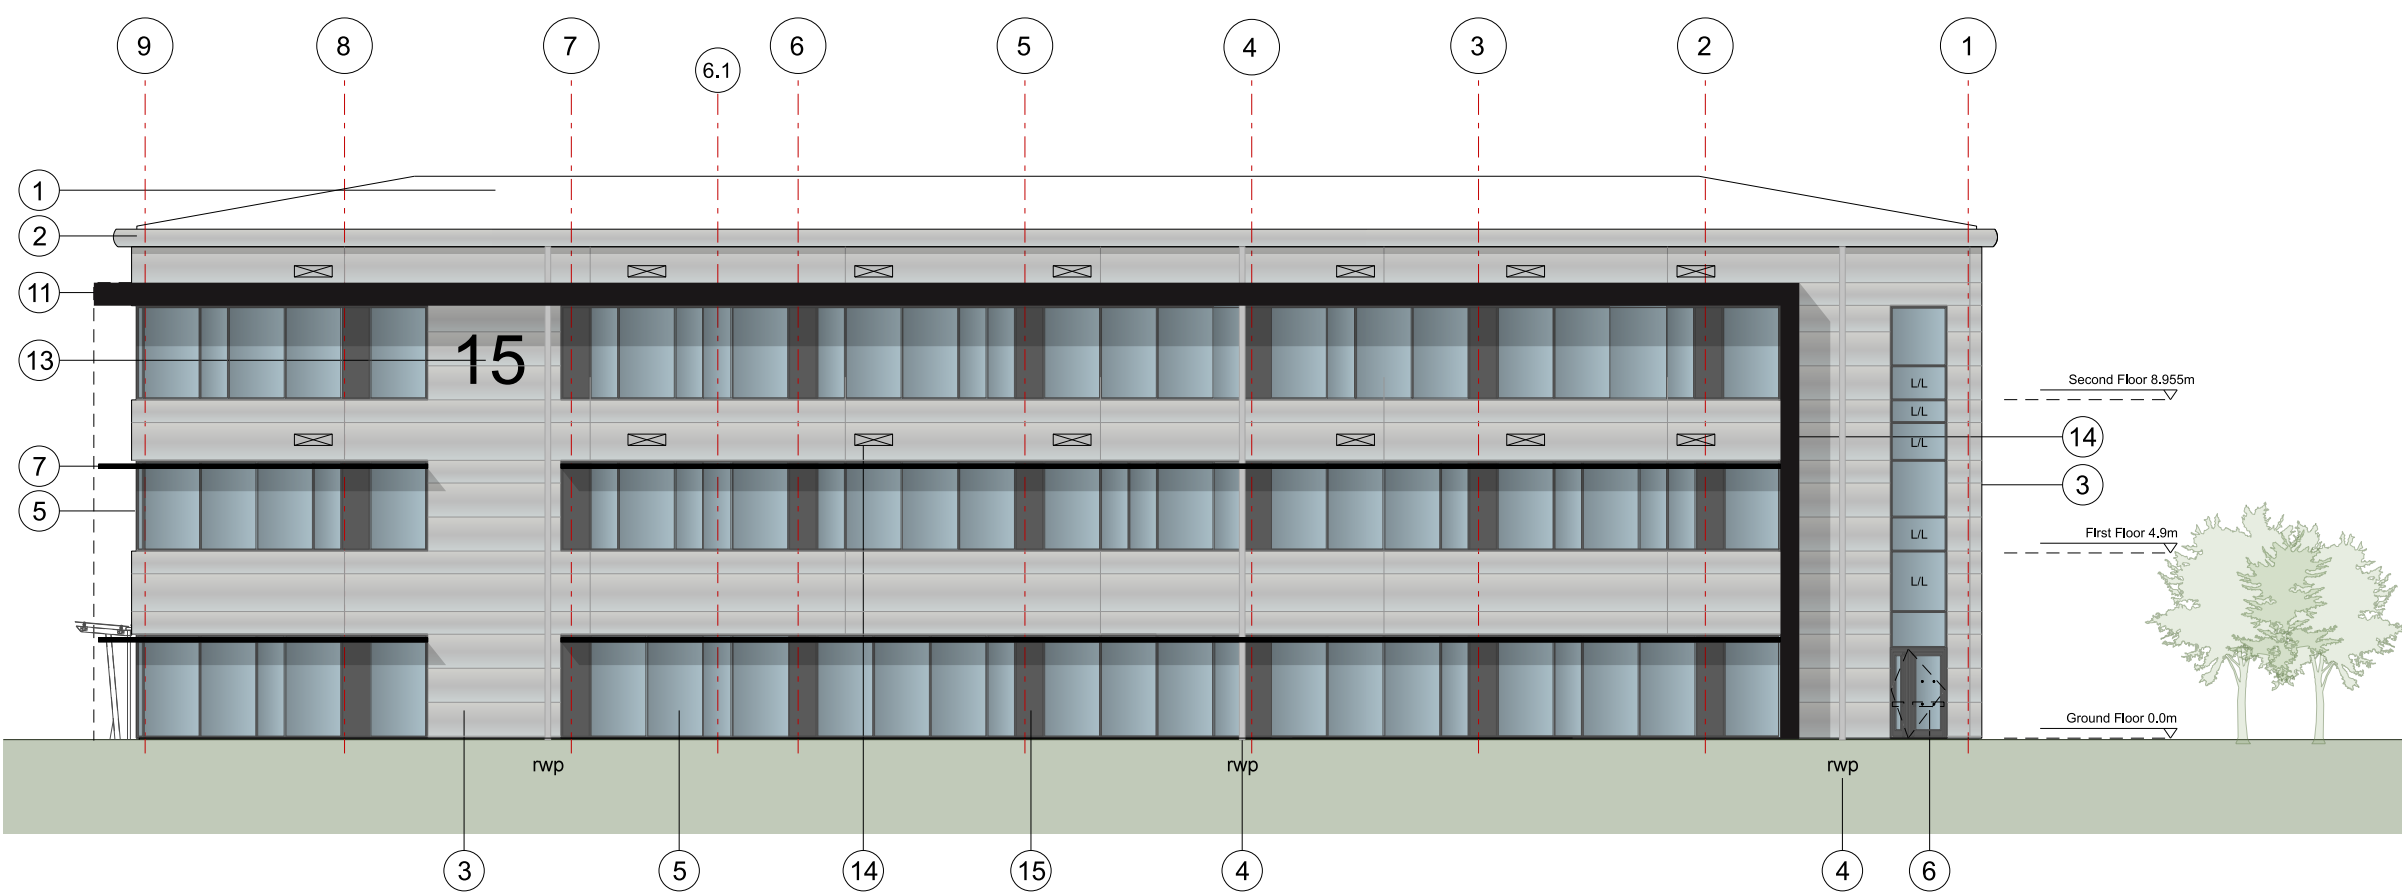 9 8 7 6.1 6 5 4 3 2 1
1
2
11
13
15
Second Floor 8.955m
L/L
L/L
L/L
14
7
3
5
First Floor 4.9m
L/L
L/L
Ground Floor 0.0m
rwp rwp rwp
3 5 14 15 4 4 6